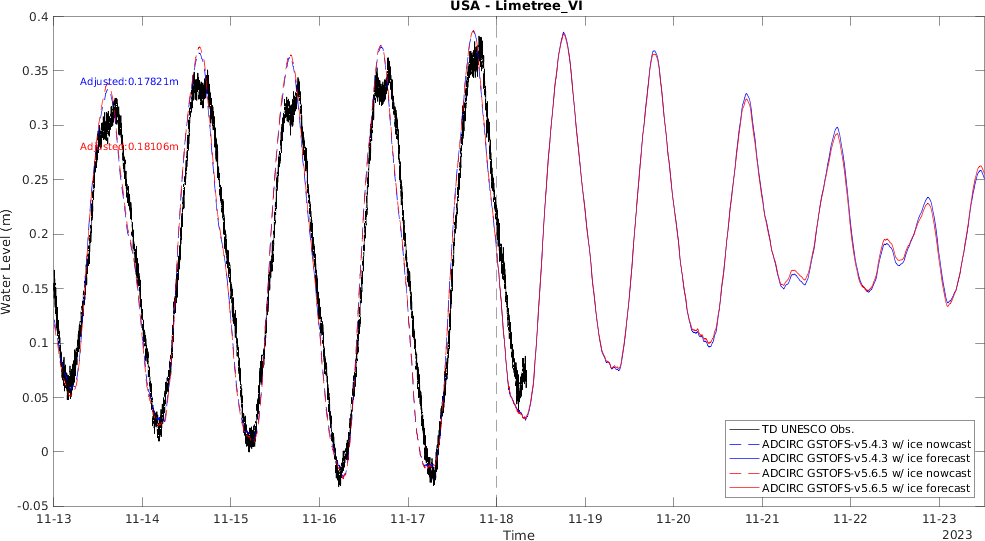 USA - Limetree_VI
0.4
0.35
0.3
0.25
0.2
0.15
0.1
0.05
0
-0.05
Water Level (m)
Adjusted:0.17821m
Adjusted:0.18106m
TD UNESCO Obs.
ADCIRC GSTOFS-v5.4.3 w/ ice nowcast
ADCIRC GSTOFS-v5.4.3 w/ ice forecast
ADCIRC GSTOFS-v5.6.5 w/ ice nowcast
ADCIRC GSTOFS-v5.6.5 w/ ice forecast
11-13 11-14 11-15 11-16 11-17 11-18 11-19 11-20 11-21 11-22 11-23
Time
2023